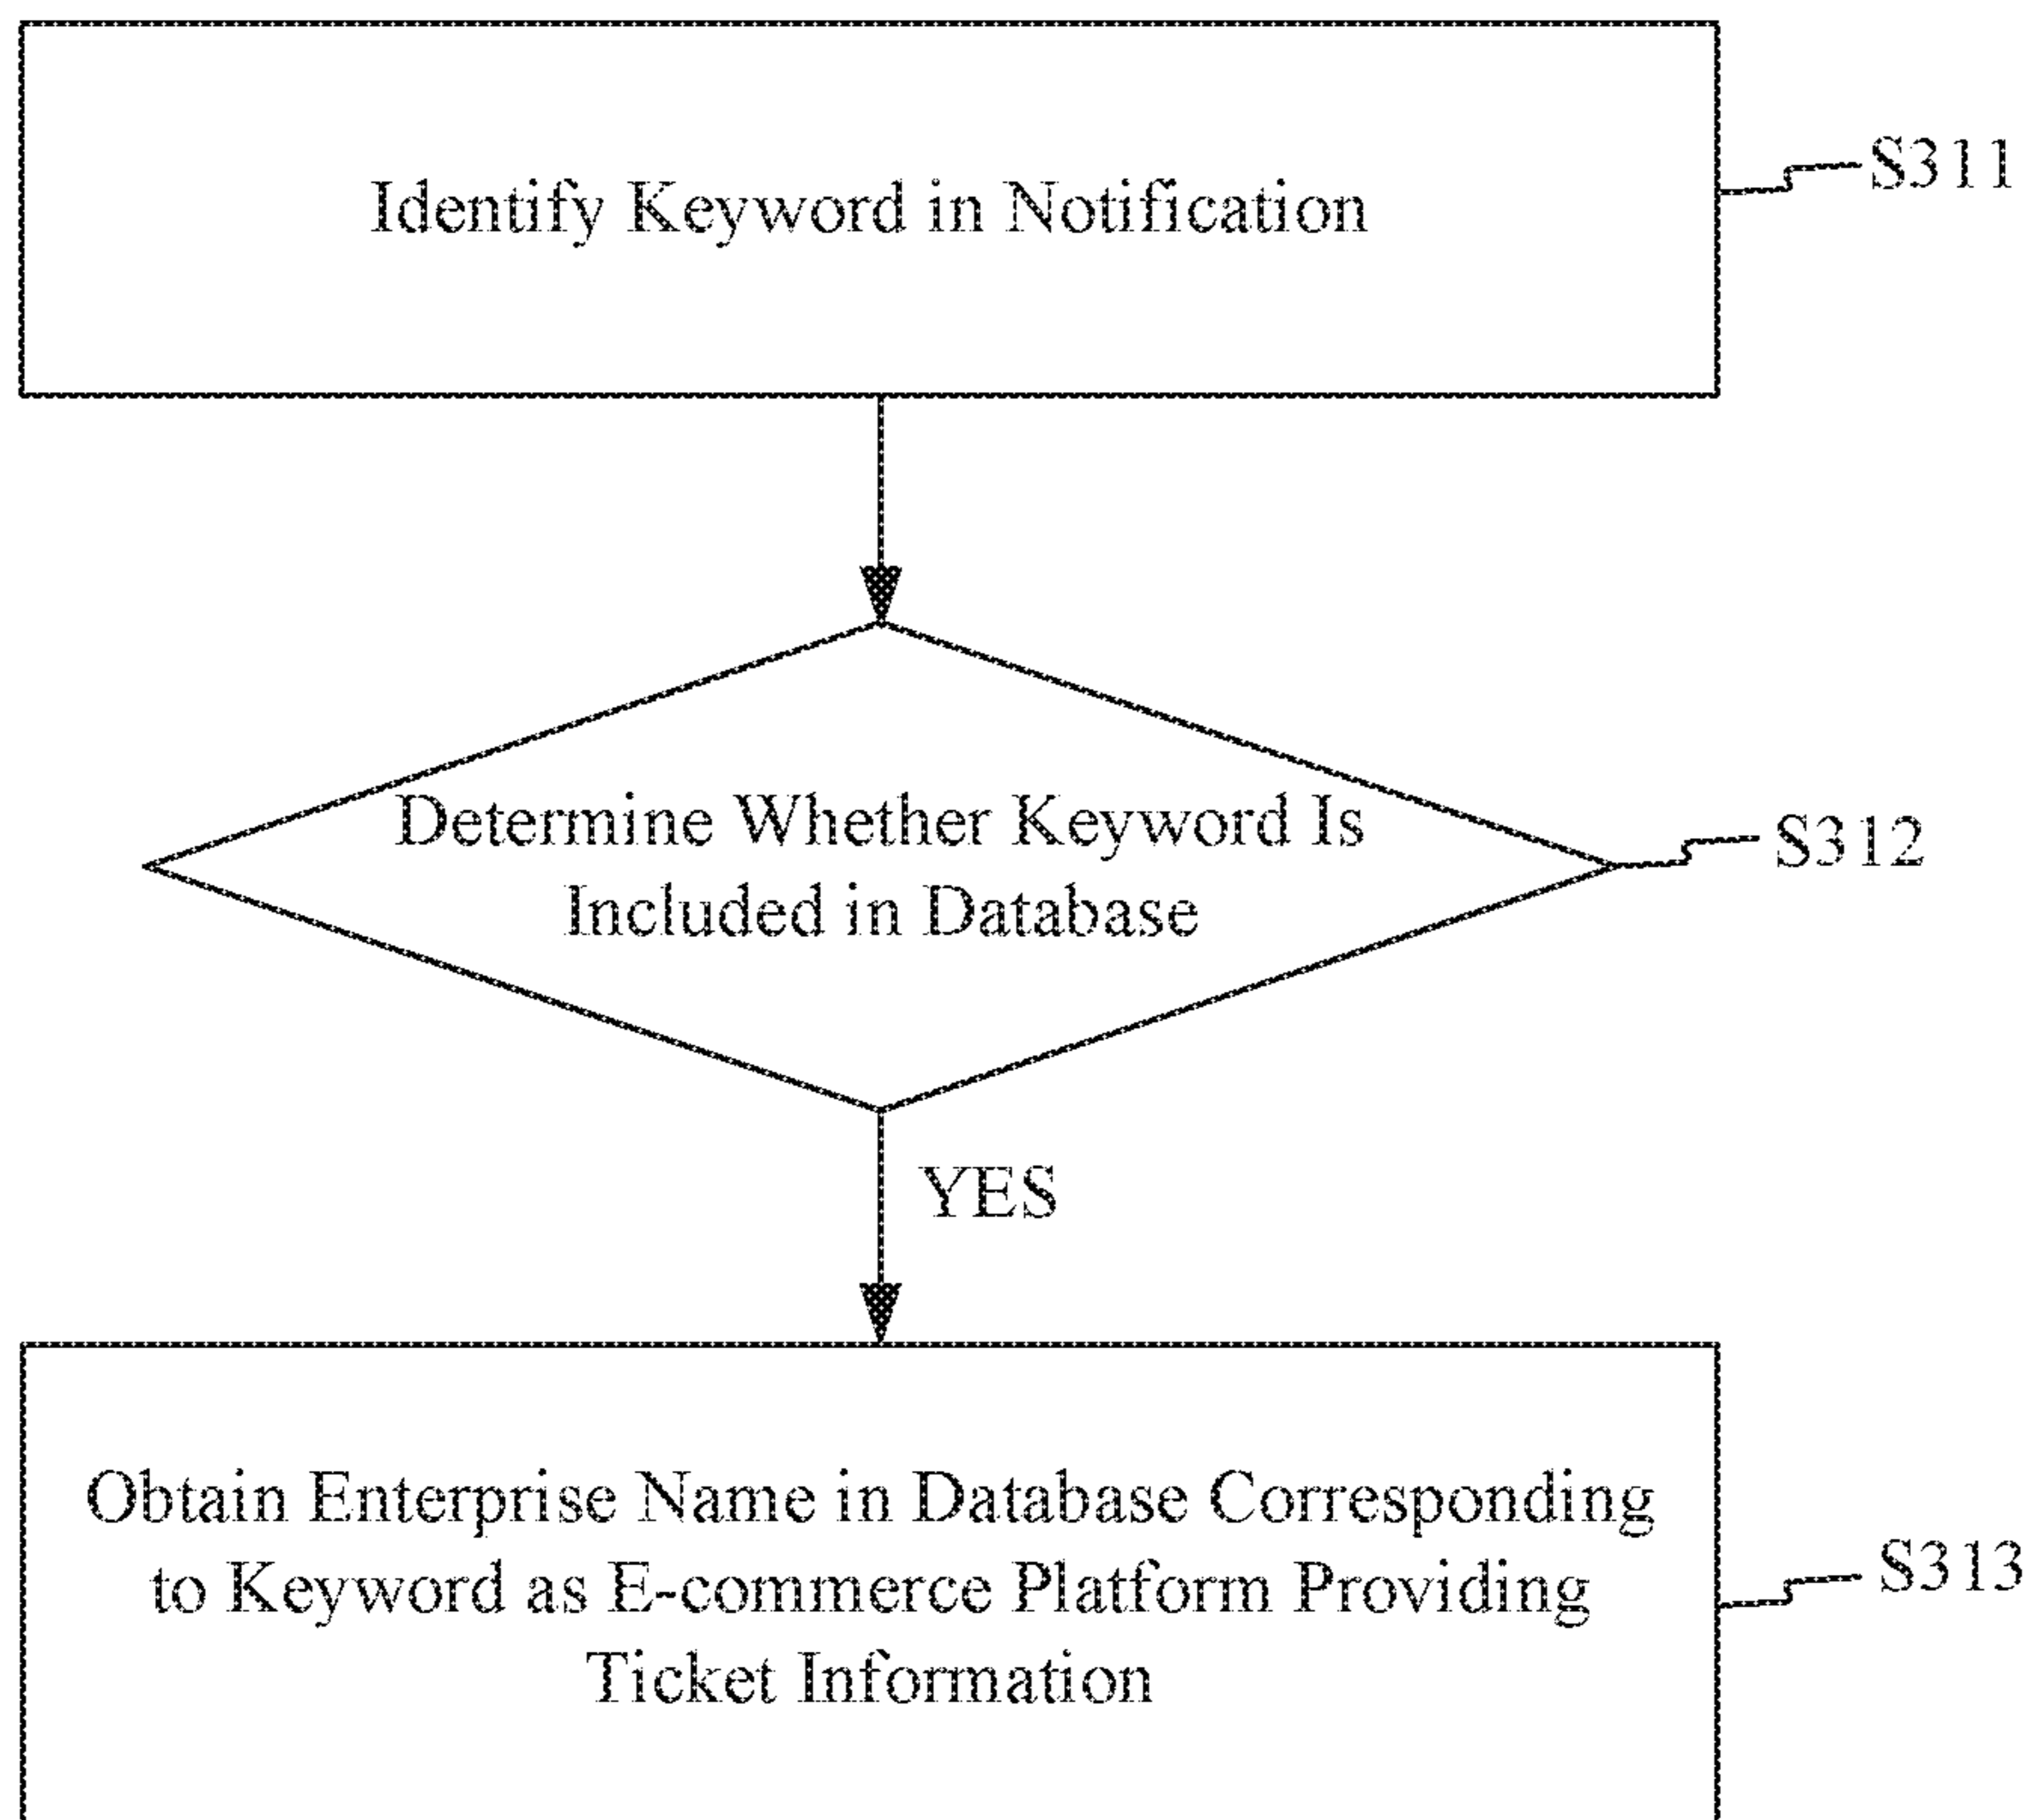 Identify Keyword in Notification
S311
Determine Whether Keyword Is
Included in Database
S312
YES
Obtain Enterprise Name in Database Corresponding
to Keyword as E-commerce Platform Providing
Ticket Information
S313